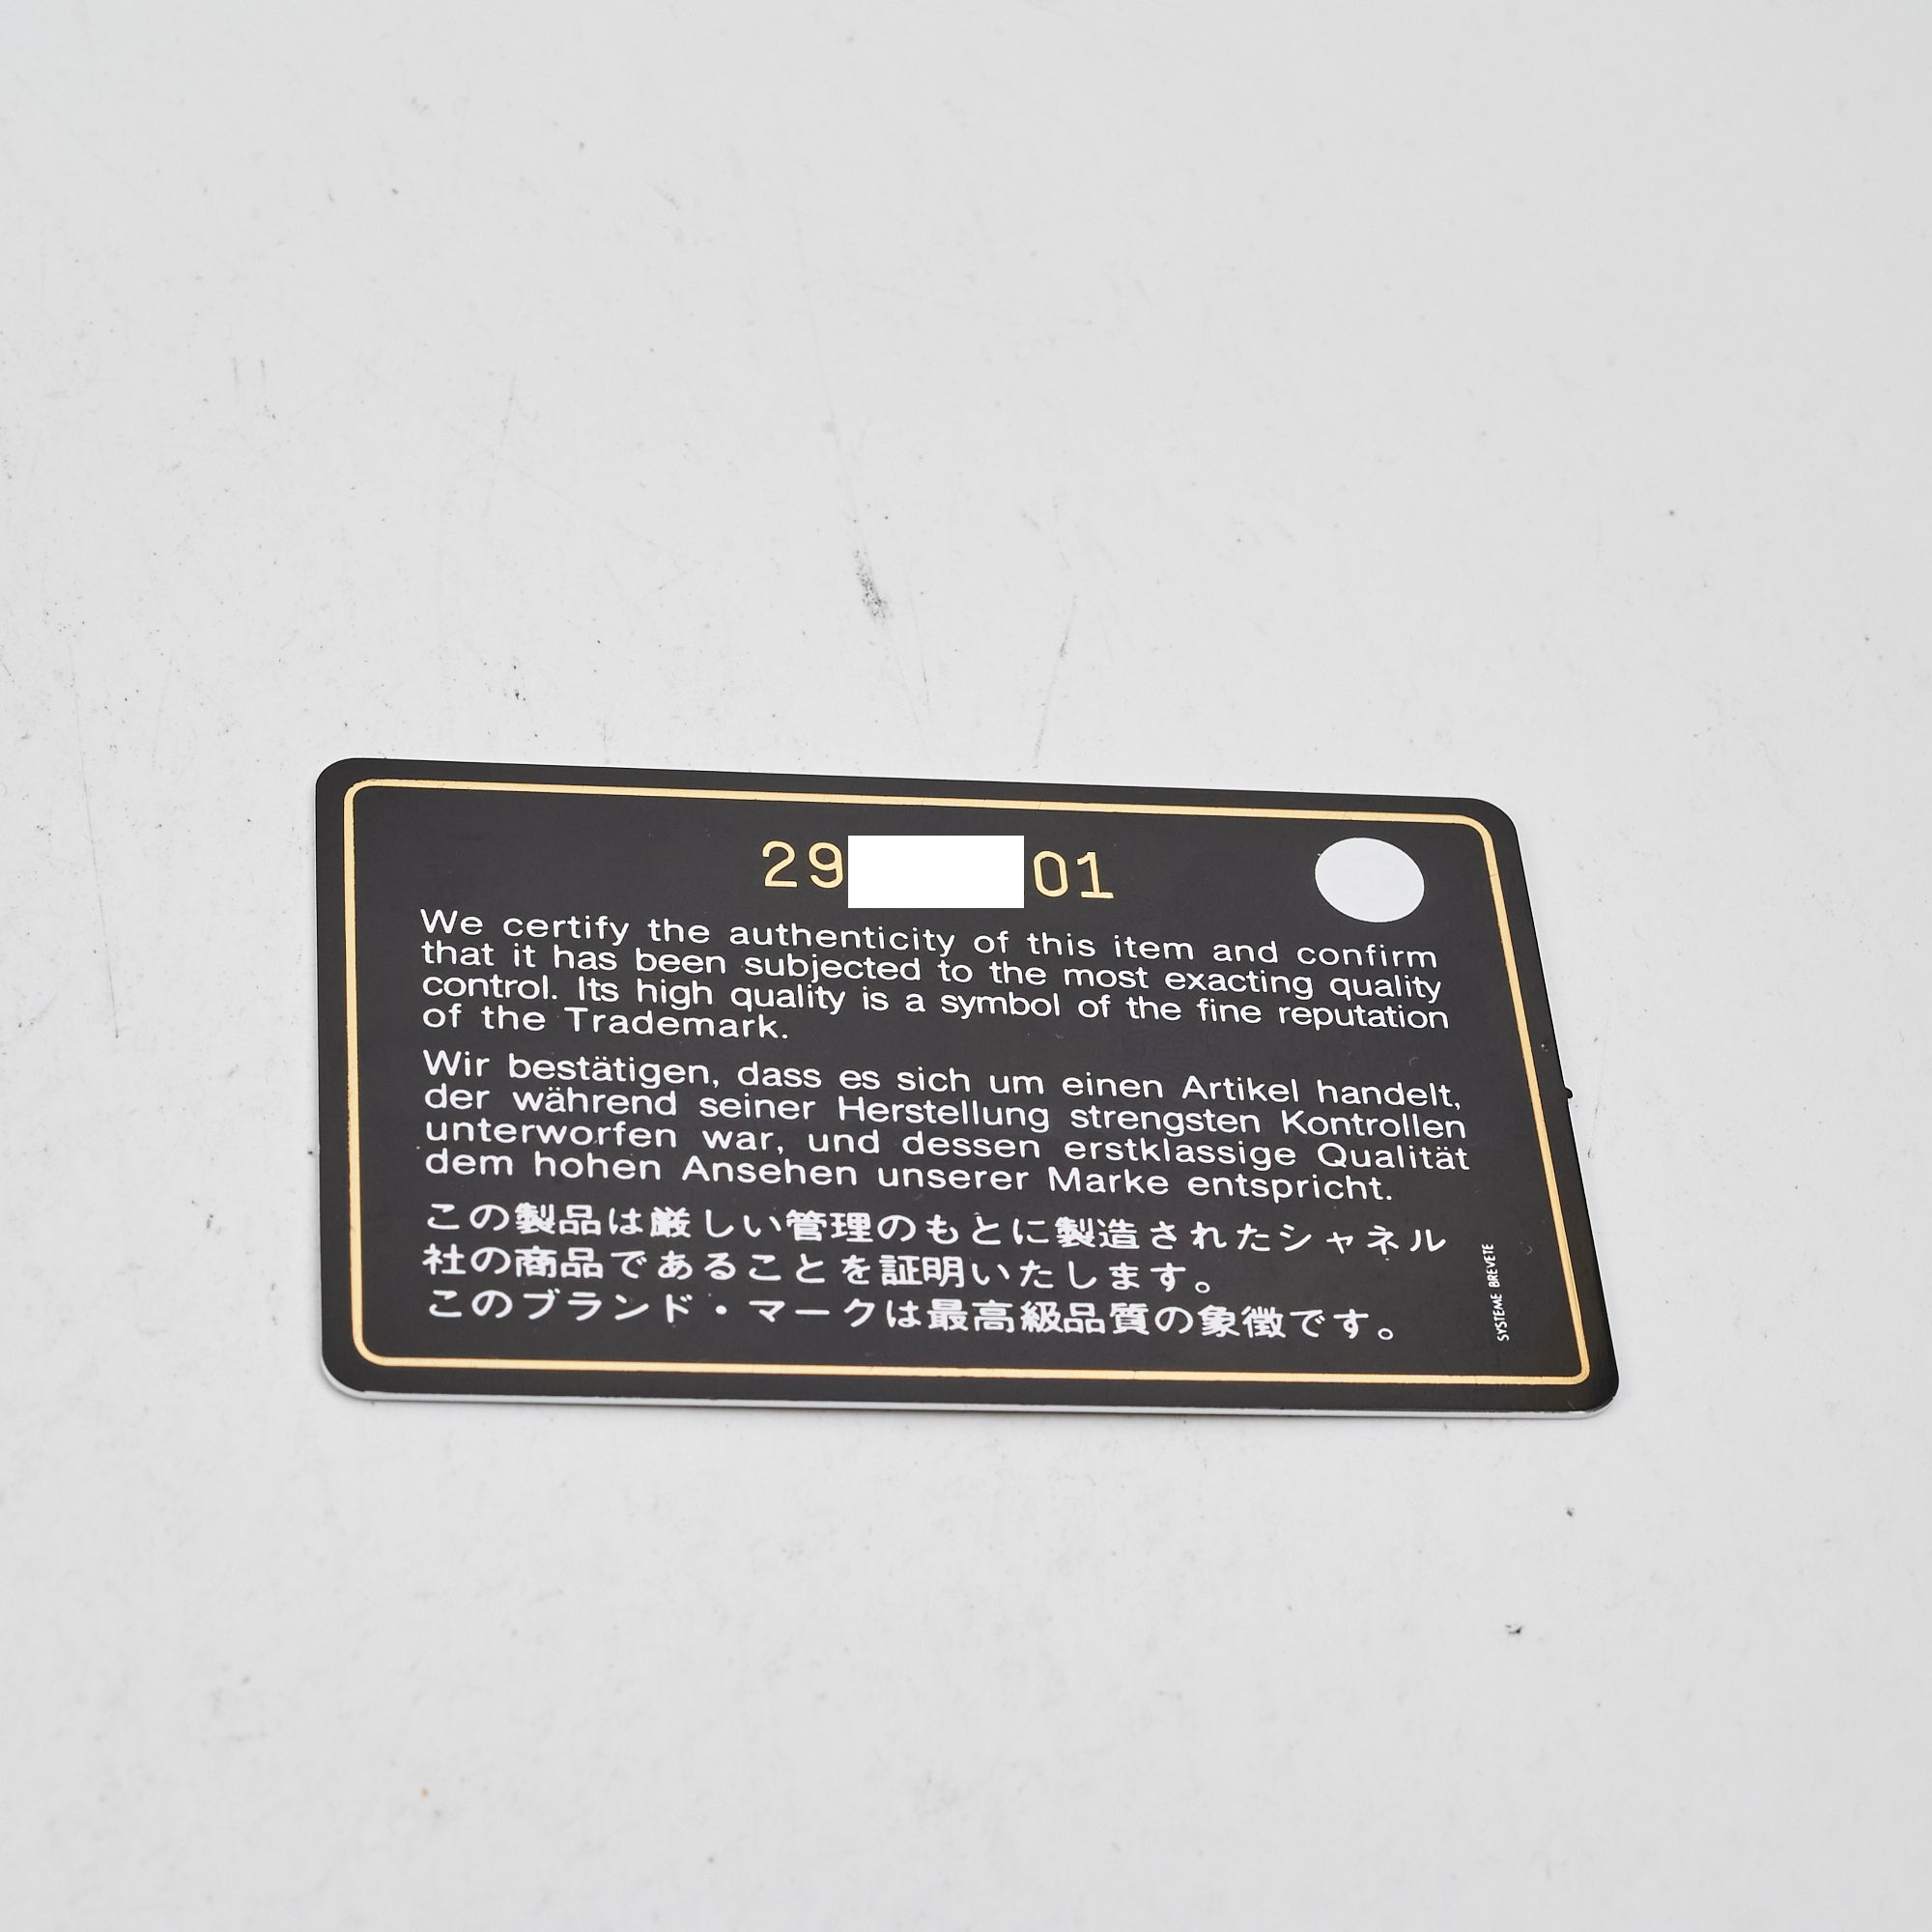 29 01
We certify the authenticity of this item and confirm
that it has been subjected to the most exacting quality
control. Its high quality is a symbol of the fine reputation
of the Trademark.
Wir bestätigen, dass es sich um einen Artikel handelt,
der während seiner Herstellung strengsten Kontrollen
unterworfen war, und dessen erstklassige Qualität
dem hohen Ansehen unserer Marke entspricht.
この製品は厳しい管理のもとに製造されたシャネル
社の商品であることを証明いたします。
このブランド・マークは最高級品質の象徴です。
SYSTEME BREVETE